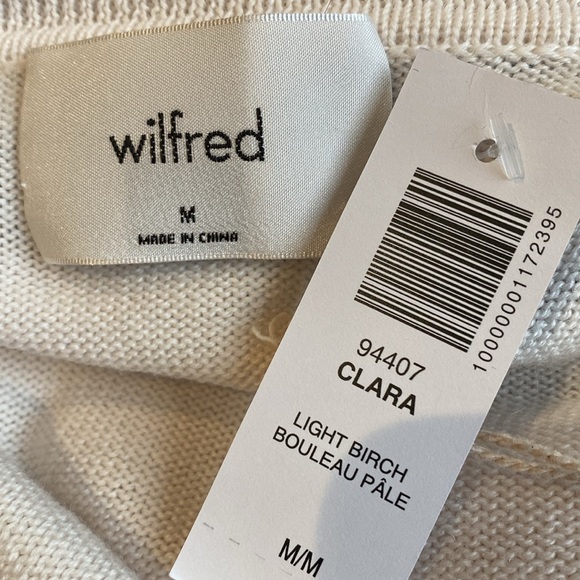 wilfred
M
MADE IN CHINA
10000001172395
94407
CLARA
LIGHT BIRCH
BOULEAU PÂLE
M/M